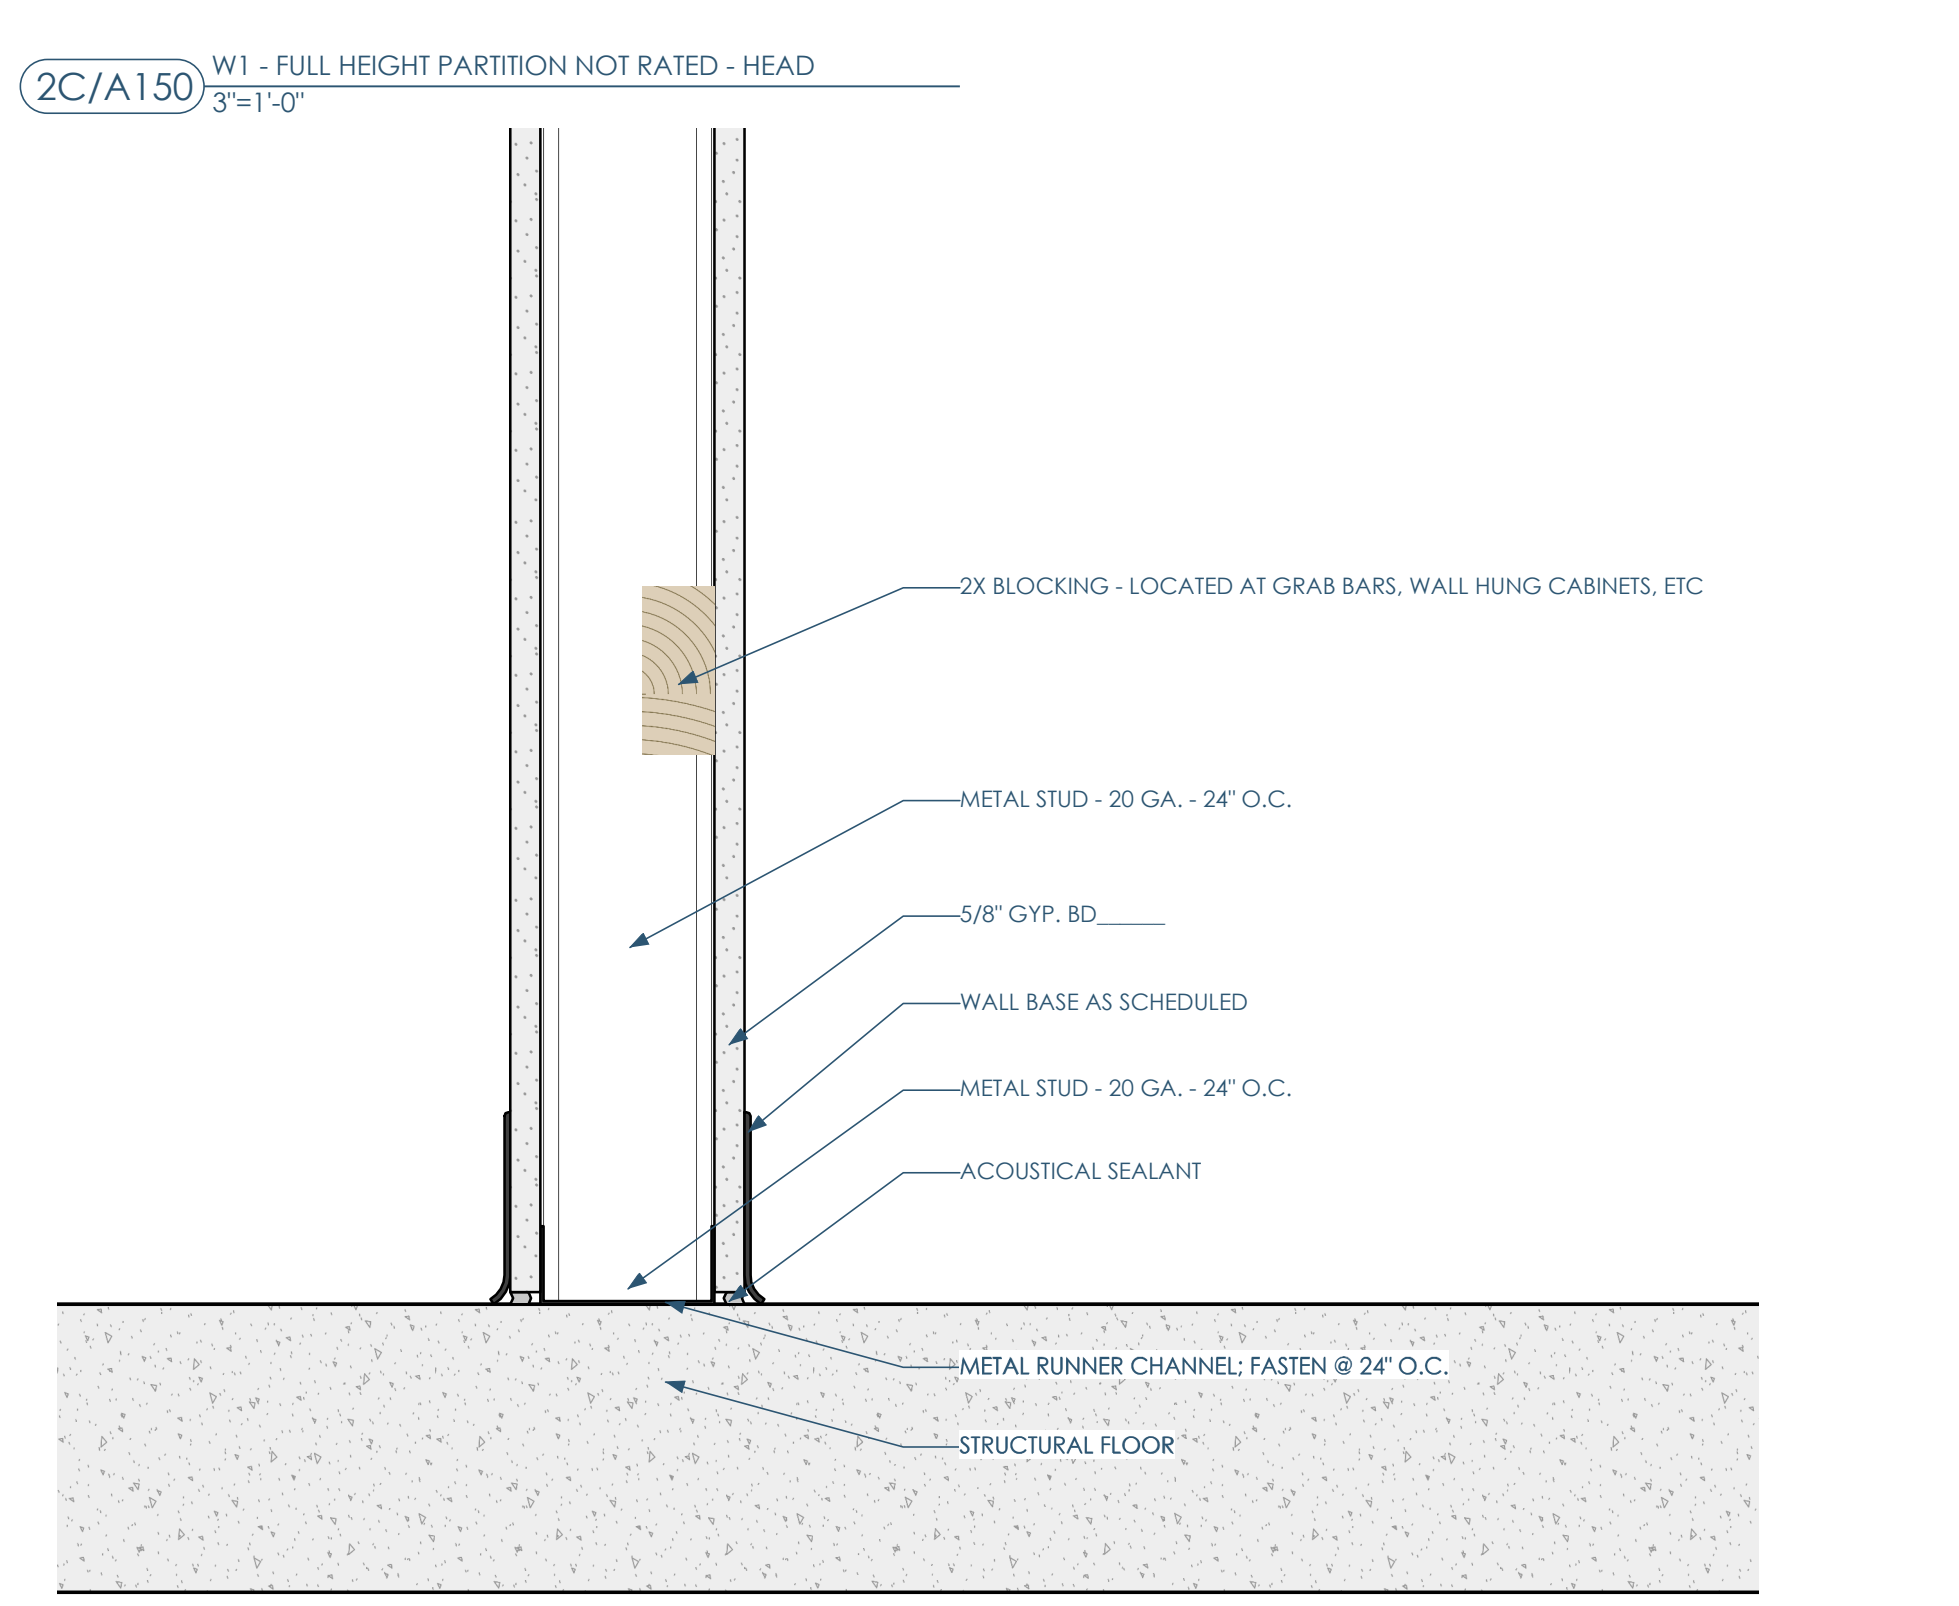 2C/A150
W1 - FULL HEIGHT PARTITION NOT RATED - HEAD
3"=1'-0"
2X BLOCKING - LOCATED AT GRAB BARS, WALL HUNG CABINETS, ETC
METAL STUD - 20 GA. - 24" O.C.
5/8" GYP. BD______
WALL BASE AS SCHEDULED
METAL STUD - 20 GA. - 24" O.C.
ACOUSTICAL SEALANT
METAL RUNNER CHANNEL; FASTEN @ 24" O.C.
STRUCTURAL FLOOR